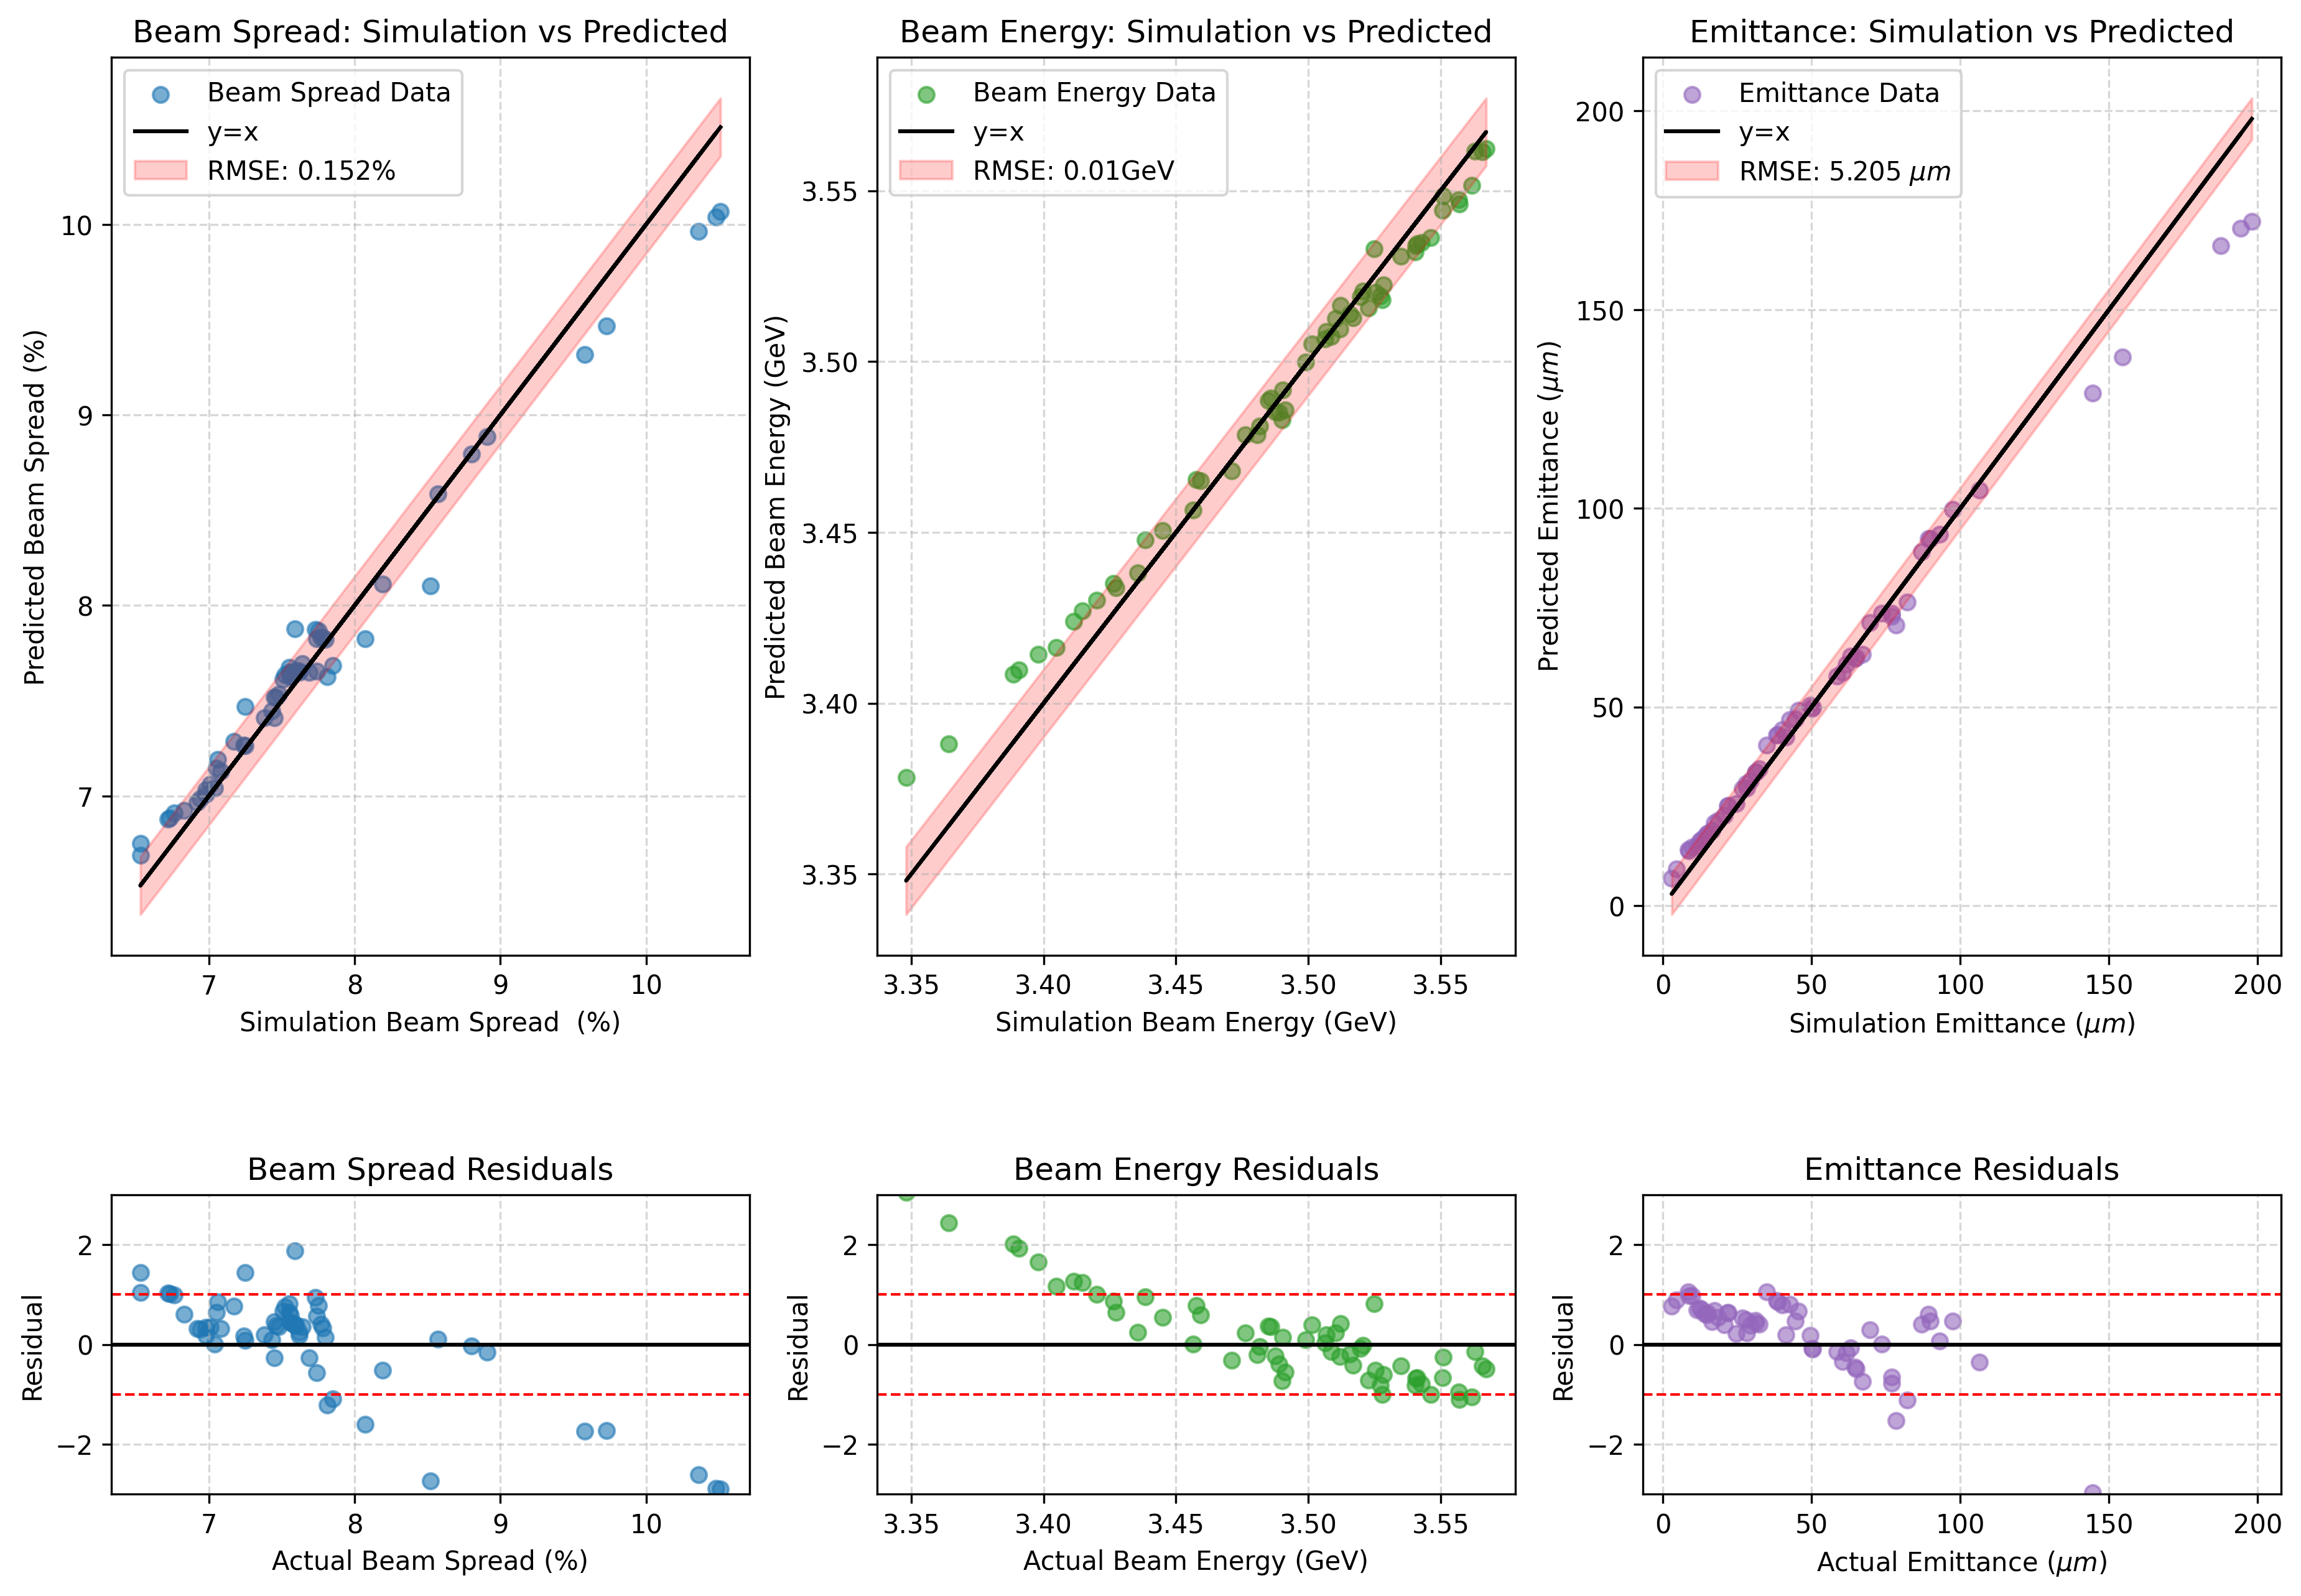 Beam Spread: Simulation vs Predicted
Beam Spread Data
y=x
RMSE: 0.152%
Predicted Beam Spread (%)
10
9
8
7
7 8 9 10
Simulation Beam Spread (%)
Beam Energy: Simulation vs Predicted
Beam Energy Data
y=x
RMSE: 0.01GeV
Predicted Beam Energy (GeV)
3.55
3.50
3.45
3.40
3.35
3.35 3.40 3.45 3.50 3.55
Simulation Beam Energy (GeV)
Emittance: Simulation vs Predicted
Emittance Data
y=x
RMSE: 5.205 μm
Predicted Emittance (μm)
200
150
100
50
0
0 50 100 150 200
Simulation Emittance (μm)
Beam Spread Residuals
Residual
2
0
−2
7 8 9 10
Actual Beam Spread (%)
Beam Energy Residuals
Residual
2
0
−2
3.35 3.40 3.45 3.50 3.55
Actual Beam Energy (GeV)
Emittance Residuals
Residual
2
0
−2
0 50 100 150 200
Actual Emittance (μm)